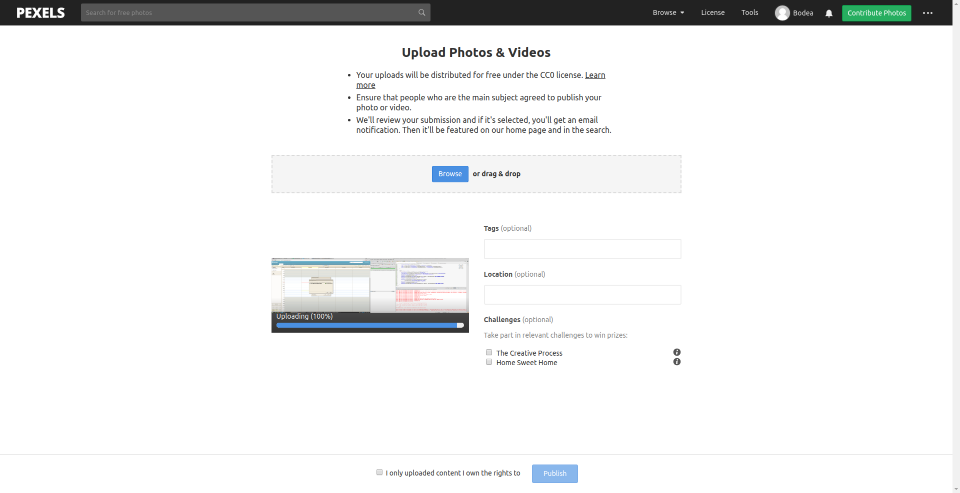 PEXELS
Search for free photos
Browse
License
Tools
Bodea
Contribute Photos
Upload Photos & Videos
Your uploads will be distributed for free under the CC0 license. Learn
more
Ensure that people who are the main subject agreed to publish your
photo or video.
We'll review your submission and if it's selected, you'll get an email
notification. Then it'll be featured on our home page and in the search.
Browse or drag & drop
Tags (optional)
Location (optional)
Uploading (100%)
Challenges (optional)
Take part in relevant challenges to win prizes:
The Creative Process
Home Sweet Home
I only uploaded content I own the rights to
Publish